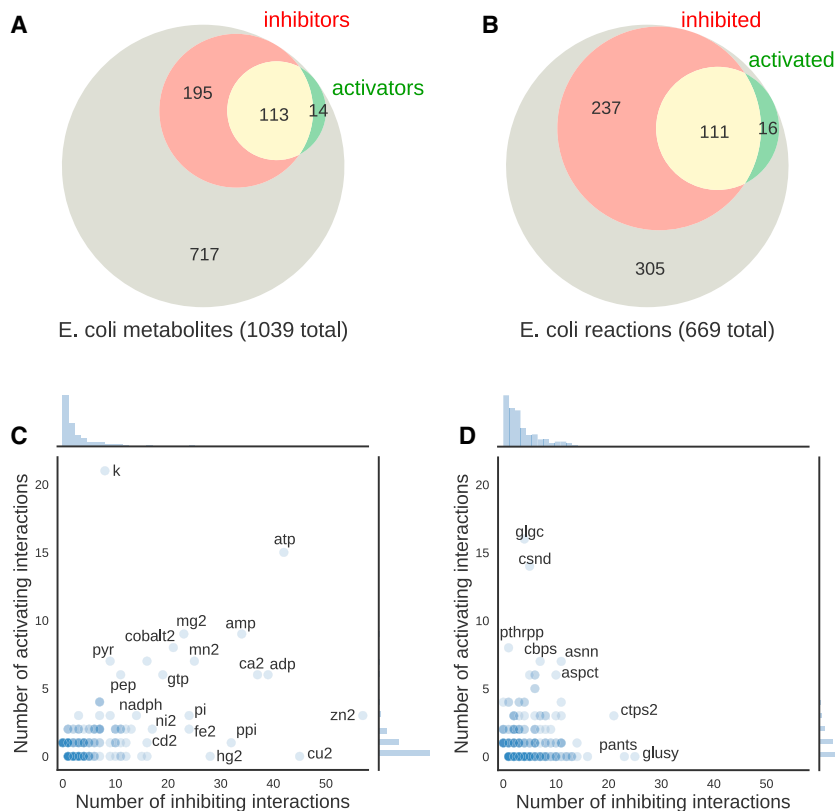 A
inhibitors
195
activators
113
14
717
E. coli metabolites (1039 total)
B
inhibited
activated
237
111
16
305
E. coli reactions (669 total)
C
Number of activating interactions
20
15
10
5
0
k
atp
mg2
amp
cobalt2
pyr
mn2
ca2
adp
pep
gtp
nadph
pi
zn2
ni2
fe2
ppi
cd2
hg2
cu2
0
10
20
30
40
50
Number of inhibiting interactions
D
Number of activating interactions
20
15
10
5
0
glgc
csnd
pthrpp
cbps
asnn
aspct
ctps2
pants
glusy
0
10
20
30
40
50
Number of inhibiting interactions